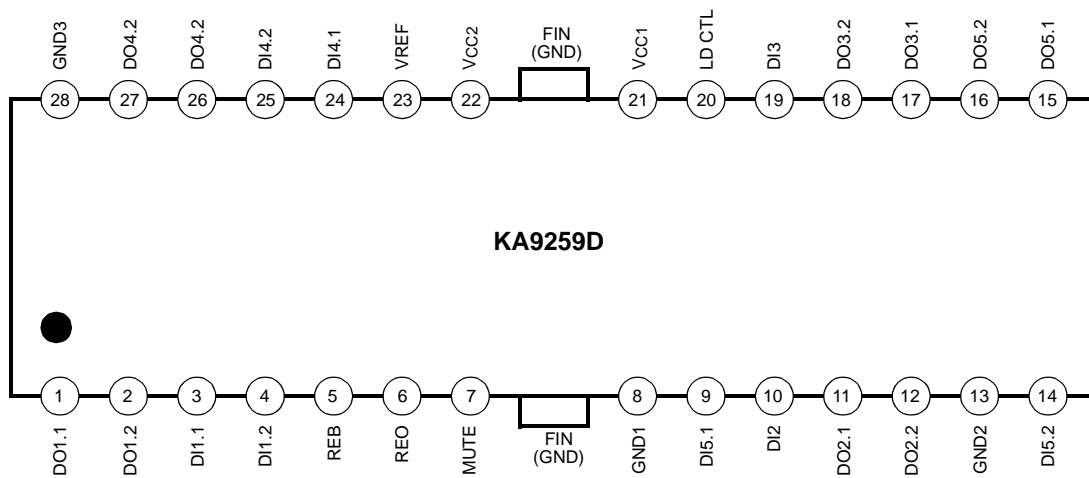 GND3
DO4.2
DO4.2
DI4.2
DI4.1
VREF
VCC2
FIN
(GND)
VCC1
LD CTL
DI3
DO3.2
DO3.1
DO5.2
DO5.1
28
27
26
25
24
23
22
21
20
19
18
17
16
15
KA9259D
1
2
3
4
5
6
7
8
9
10
11
12
13
14
DO1.1
DO1.2
DI1.1
DI1.2
REB
REO
MUTE
FIN
(GND)
GND1
DI5.1
DI2
DO2.1
DO2.2
GND2
DI5.2